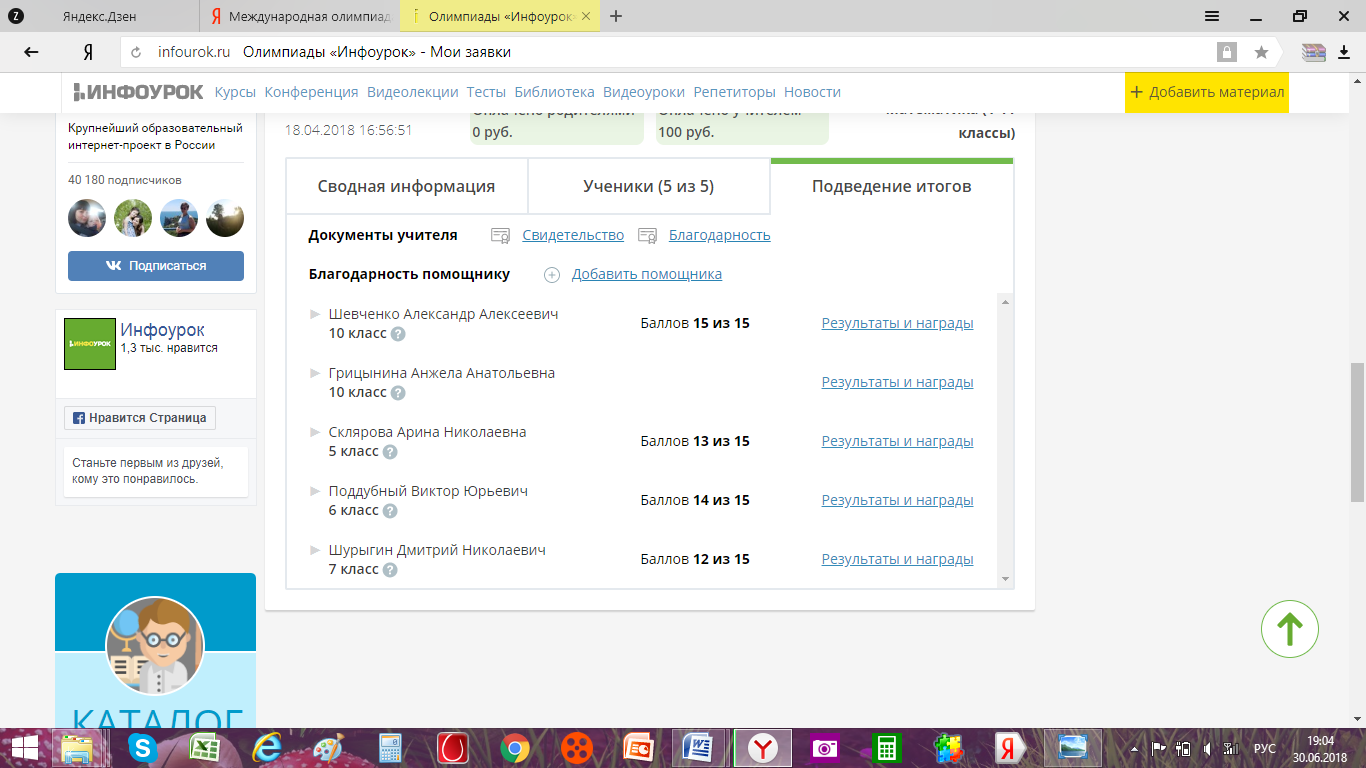 Яндекс.Дзен
Международная олимпиад
Олимпиады «Инфоурок»
infourok.ru Олимпиады «Инфоурок» - Мои заявки
ИНФОУРОК Курсы Конференция Видеолекции Тесты Библиотека Видеоуроки Репетиторы Новости
+ Добавить материал
Крупнейший образовательный
интернет-проект в России
40 180 подписчиков
Подписаться
Инфоурок
ИНФОУРОК
1,3 тыс. нравится
Нравится Страница
Станьте первым из друзей,
кому это понравилось.
КАТАЛОГ
18.04.2018 16:56:51
Оплачено родителями
0 руб.
Оплачено учителем
100 руб.
классы)
Сводная информация
Ученики (5 из 5)
Подведение итогов
Документы учителя Свидетельство Благодарность
Благодарность помощнику Добавить помощника
Шевченко Александр Алексеевич
10 класс ?
Баллов 15 из 15
Результаты и награды
Грицынина Анжела Анатольевна
10 класс ?
Результаты и награды
Склярова Арина Николаевна
5 класс ?
Баллов 13 из 15
Результаты и награды
Поддубный Виктор Юрьевич
6 класс ?
Баллов 14 из 15
Результаты и награды
Шурыгин Дмитрий Николаевич
7 класс ?
Баллов 12 из 15
Результаты и награды
РУС
19:04
30.06.2018